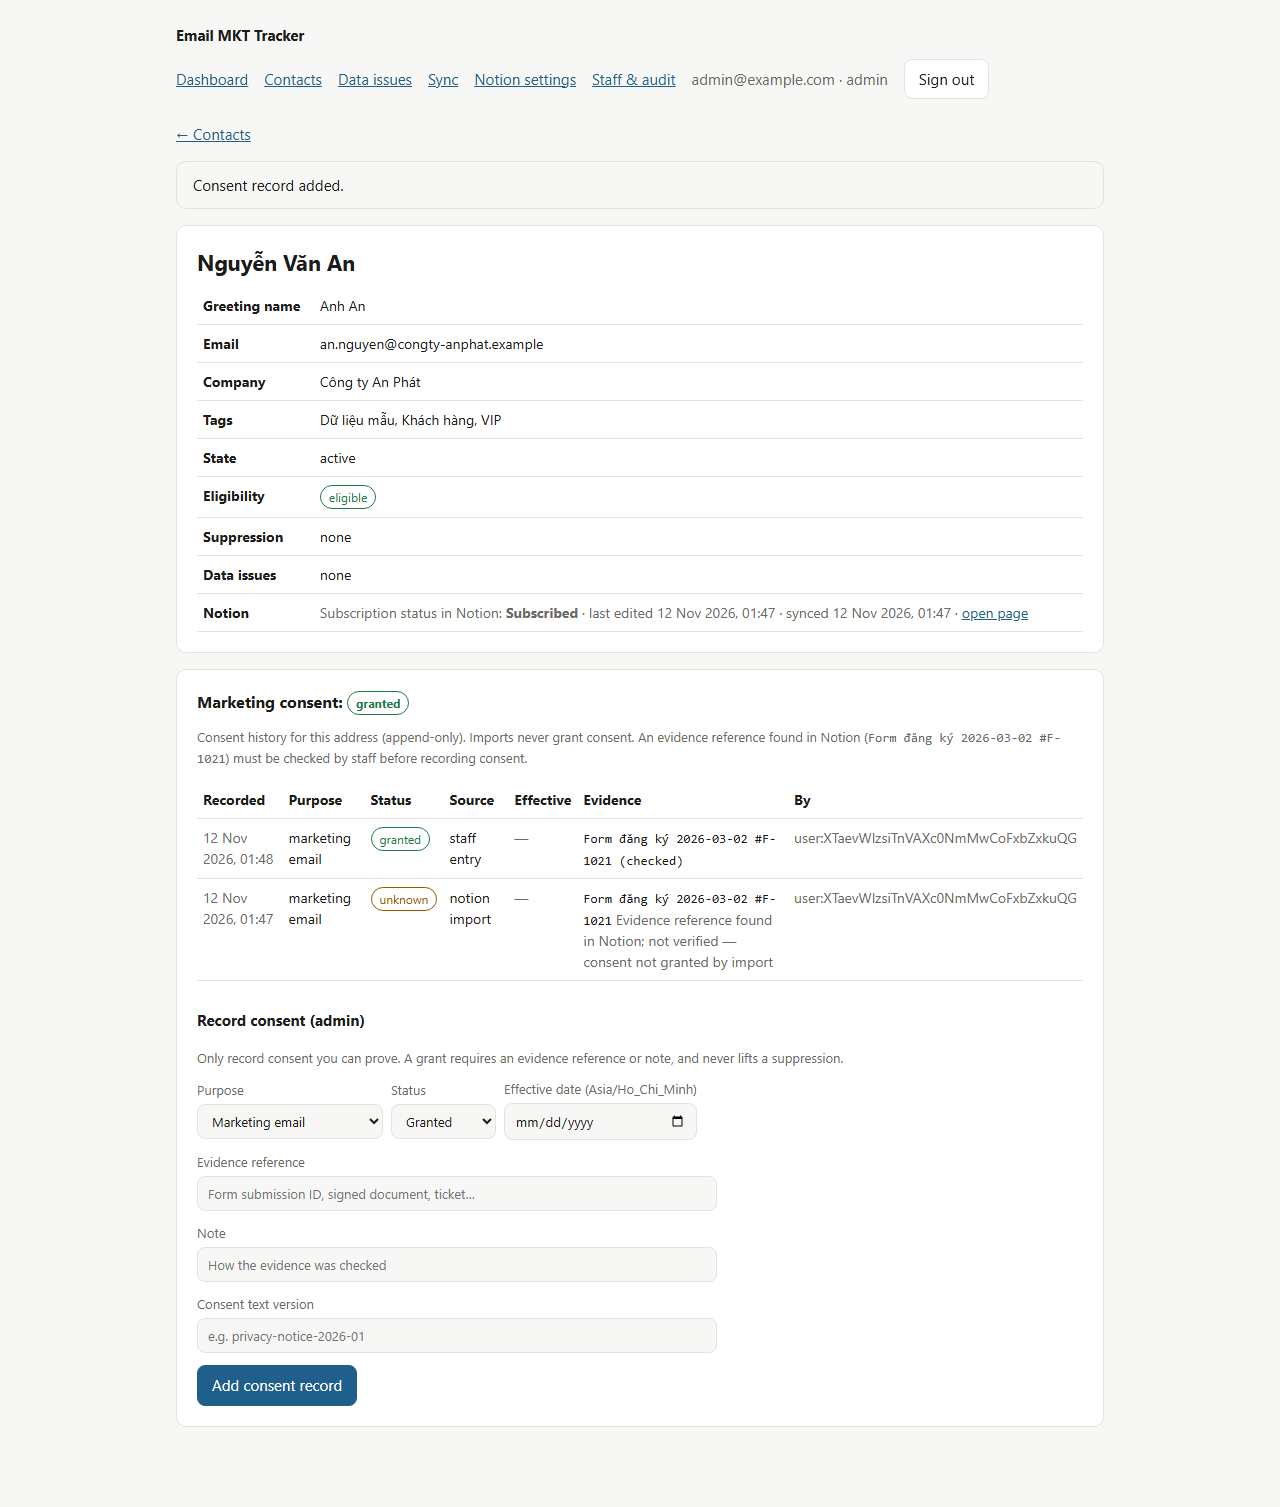 Email MKT Tracker
Dashboard Contacts Data issues Sync Notion settings Staff & audit admin@example.com · admin Sign out
← Contacts
Consent record added.
Nguyễn Văn An
Greeting name Anh An
Email an.nguyen@congty-anphat.example
Company Công ty An Phát
Tags Dữ liệu mẫu, Khách hàng, VIP
State active
Eligibility eligible
Suppression none
Data issues none
Notion Subscription status in Notion: Subscribed · last edited 12 Nov 2026, 01:47 · synced 12 Nov 2026, 01:47 · open page
Marketing consent: granted
Consent history for this address (append-only). Imports never grant consent. An evidence reference found in Notion (Form đăng ký 2026-03-02 #F-
1021) must be checked by staff before recording consent.
Recorded Purpose Status Source Effective Evidence By
12 Nov marketing granted staff — Form đăng ký 2026-03-02 #F- user:XTaevWIzsiTnVAXc0NmMwCoFxbZxkuQG
2026, 01:48 email entry 1021 (checked)
12 Nov marketing unknown notion — Form đăng ký 2026-03-02 #F- user:XTaevWIzsiTnVAXc0NmMwCoFxbZxkuQG
2026, 01:47 email import 1021 Evidence reference found
in Notion; not verified —
consent not granted by import
Record consent (admin)
Only record consent you can prove. A grant requires an evidence reference or note, and never lifts a suppression.
Purpose Status Effective date (Asia/Ho_Chi_Minh)
Marketing email Granted mm/dd/yyyy
Evidence reference
Form submission ID, signed document, ticket...
Note
How the evidence was checked
Consent text version
e.g. privacy-notice-2026-01
Add consent record